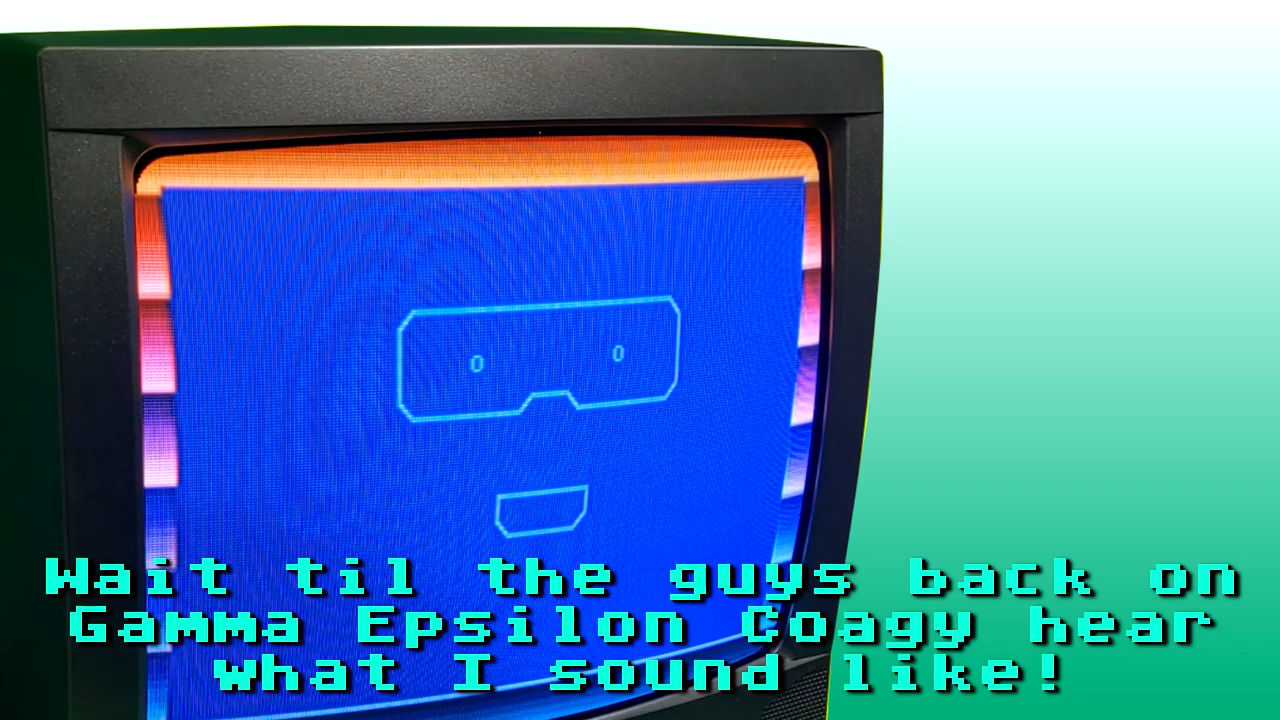 Wait til the guys back on
Gamma Epsilon Coagy hear
what I sound like!